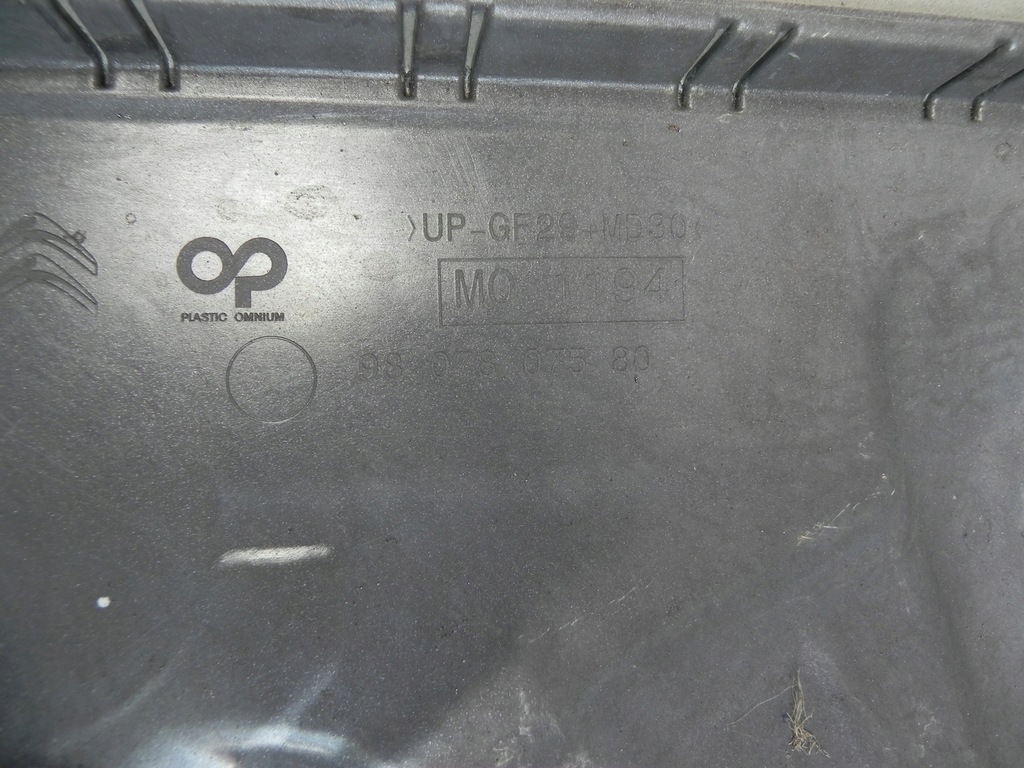 >UP-GF29+MD30<
MO 1194
OP
PLASTIC OMNIUM
98 078 075 80